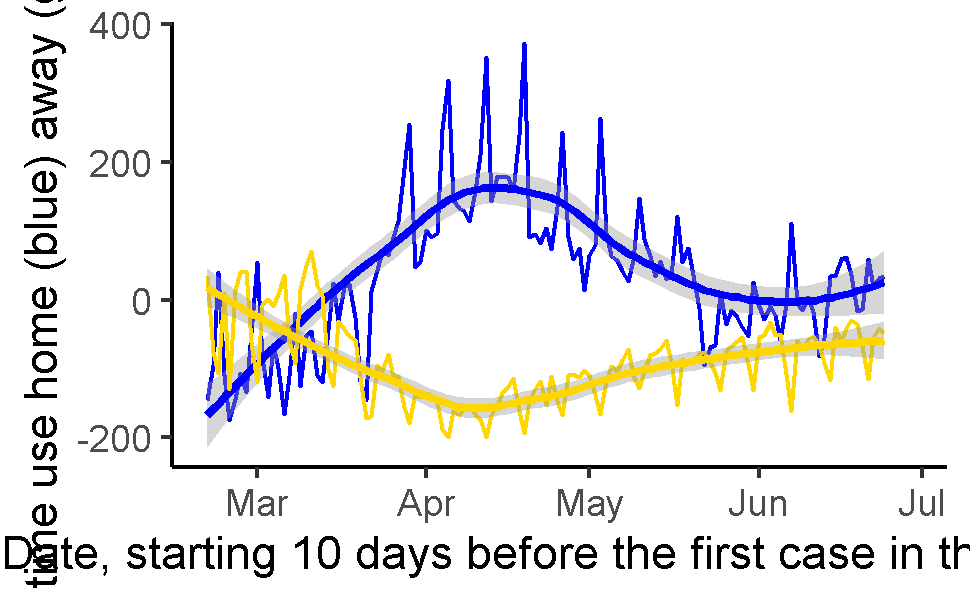 time use home (blue) away (
400
200
0
-200
Mar Apr May Jun Jul
Date, starting 10 days before the first case in th